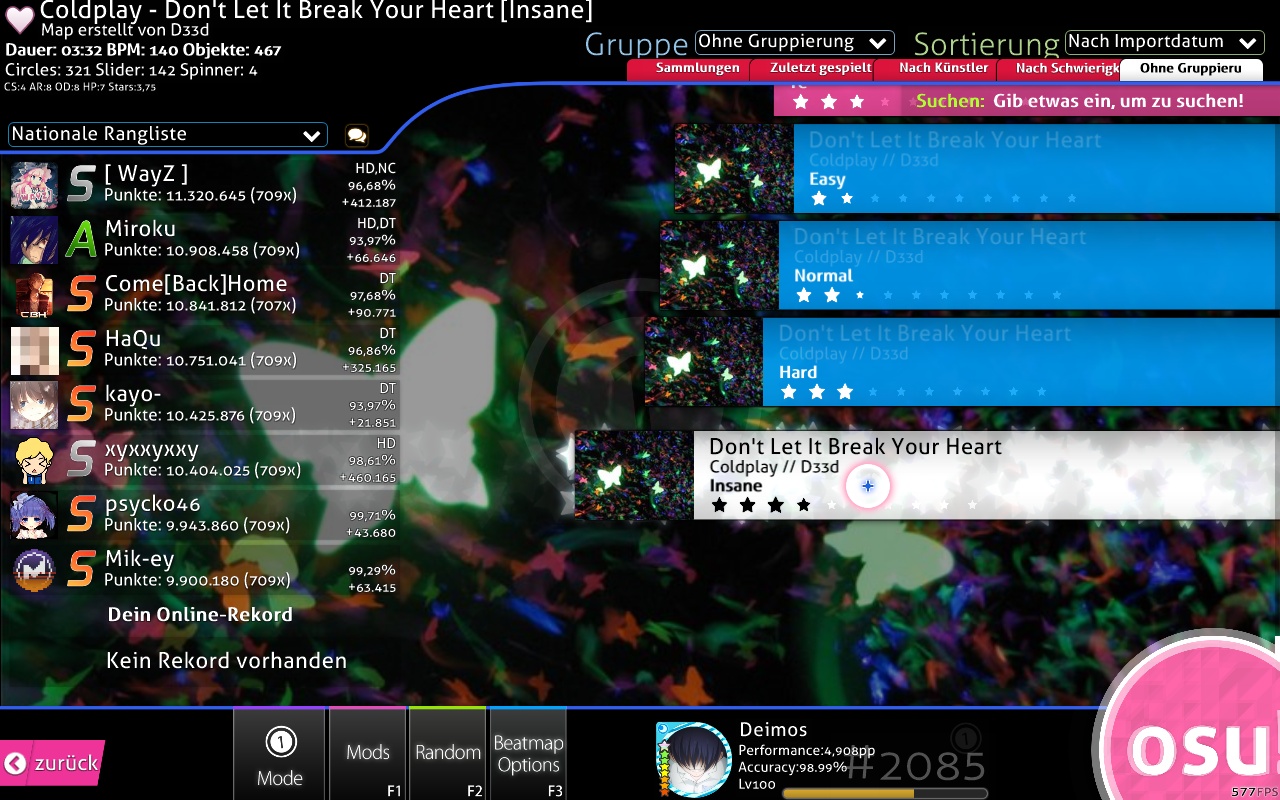 Coldplay - Don't Let It Break Your Heart [Insane]
Map erstellt von D33d
Dauer: 03:32 BPM: 140 Objekte: 467
Circles: 321 Slider: 142 Spinner: 4
CS:4 AR:8 OD:8 HP:7 Stars:3,75
Gruppe Ohne Gruppierung Sortierung Nach Importdatum
Sammlungen Zuletzt gespielt Nach Künstler Nach Schwierigk Ohne Gruppieru
Suchen: Gib etwas ein, um zu suchen!
Nationale Rangliste
S [ WayZ ] HD,NC
Punkte: 11.320.645 (709x) 96,68%
+412.187
A Miroku HD,DT
Punkte: 10.908.458 (709x) 93,97%
+66.646
S Come[Back]Home DT
Punkte: 10.841.812 (707x) 97,68%
+90.771
CBH
S HaQu DT
Punkte: 10.751.041 (709x) 96,86%
+325.165
S kayo- DT
Punkte: 10.425.876 (709x) 93,97%
+21.851
S xyxxyxxy HD
Punkte: 10.404.025 (709x) 98,61%
+460.165
S psycko46
Punkte: 9.943.860 (709x) 99,71%
+43.680
S Mik-ey
Punkte: 9.900.180 (709x) 99,29%
+63.415
Dein Online-Rekord
Kein Rekord vorhanden
Don't Let It Break Your Heart
Coldplay // D33d
Easy
Don't Let It Break Your Heart
Coldplay // D33d
Normal
Don't Let It Break Your Heart
Coldplay // D33d
Hard
Don't Let It Break Your Heart
Coldplay // D33d
Insane
zurück
1
Mode
Mods
F1
Random
F2
Beatmap
Options
F3
Deimos
Performance:4,908pp
Accuracy:98.99%
Lv100
#2085
1
osu!
577FPS